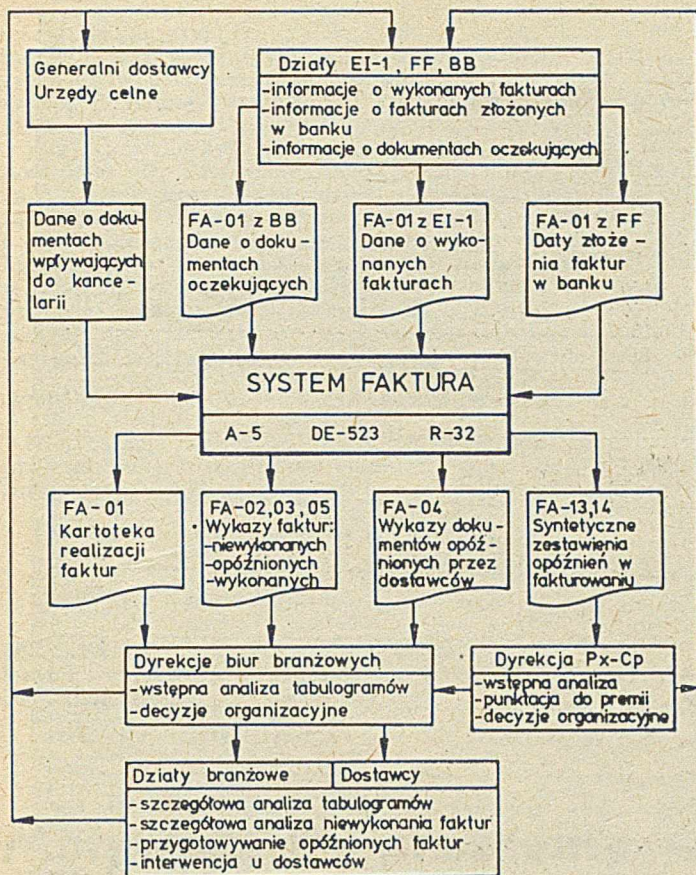 Generalni dostawcy
Urzędy celne
Działy EI-1, FF, BB
-informacje o wykonanych fakturach
-informacje o fakturach złożonych
w banku
-informacje o dokumentach oczekujących
Dane o doku-
mentach
wpływających
do kance-
larii
FA-01 z BB
Dane o doku-
mentach
oczekujących
FA-01 z EI-1
Dane o wyko-
nanych
fakturach
FA-01 z FF
Daty złoże-
nia faktur
w banku
SYSTEM FAKTURA
A-5 DE-523 R-32
FA-01
Kartoteka
realizacji
faktur
FA-02,03,05
Wykazy faktur:
-niewykonanych
-opóźnionych
-wykonanych
FA-04
Wykazy doku-
mentów opóź-
nionych przez
dostawców
FA-13,14
Syntetyczne
zestawienia
opóźnień w
fakturowaniu
Dyrekcje biur branżowych
-wstępna analiza tabulogramów
-decyzje organizacyjne
Dyrekcja Px-Cp
-wstępna analiza
-punktacja do premii
-decyzje organizacyjne
Działy branżowe Dostawcy
-szczegółowa analiza tabulogramów
-szczegółowa analiza niewykonania faktur
-przygotowywanie opóźnionych faktur
-interwencja u dostawców